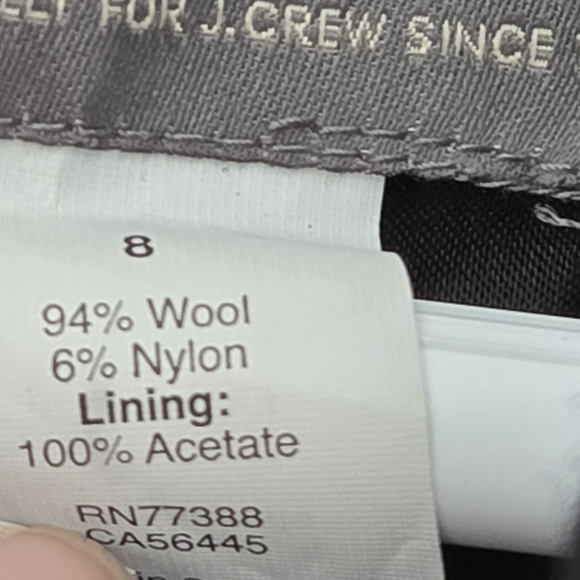 FOR J.CREW SINCE
8
94% Wool
6% Nylon
Lining:
100% Acetate
RN77388
CA56445